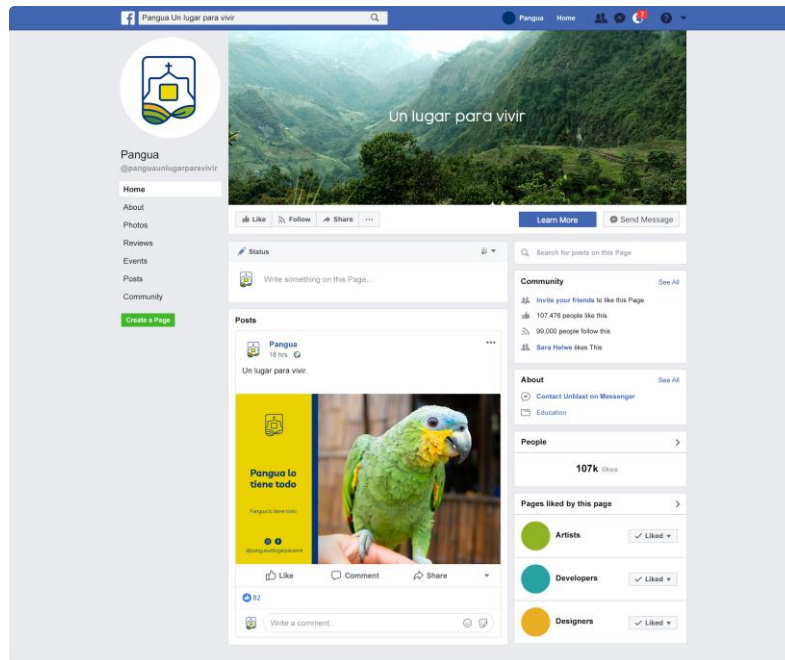 Pangua Un lugar para vivir
Pangua
Home
Un lugar para vivir
Pangua
@panguaunlugarparavivir
Home
About
Photos
Reviews
Events
Posts
Community
Create a Page
Like
Follow
Share
Learn More
Send Message
Status
Write something on this Page...
Posts
Pangua
18 hrs
Un lugar para vivir.
Pangua lo
tiene todo
Pangua lo tiene todo
@panguaunlugarparavivir
Like
Comment
Share
82
Write a comment.
Search for posts on this Page
Community
See All
Invite your friends to like this Page
107.476 people like this
99.000 people follow this
Sara Helwe likes This
About
See All
Contact Unblast on Messenger
Education
People
107k likes
Pages liked by this page
Artists
Liked
Developers
Liked
Designers
Liked